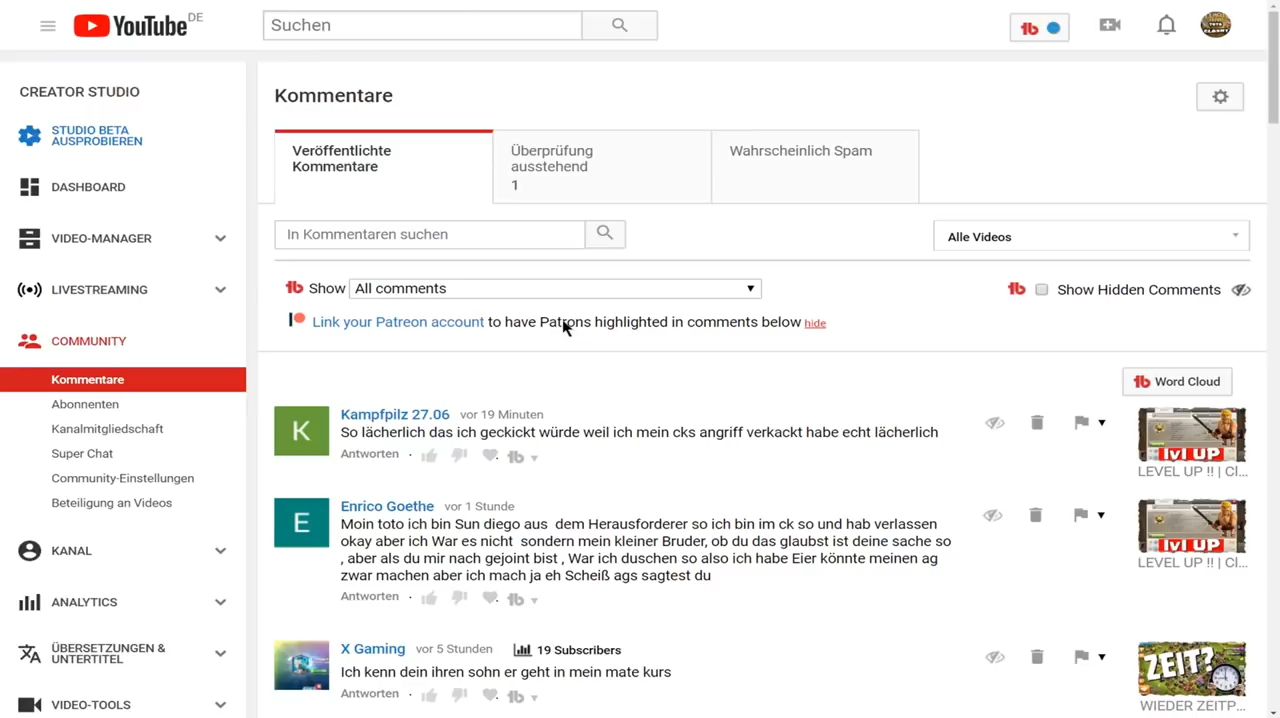 YouTube DE
Suchen
CREATOR STUDIO
STUDIO BETA
AUSPROBIEREN
DASHBOARD
VIDEO-MANAGER
LIVESTREAMING
COMMUNITY
Kommentare
Abonnenten
Kanalmitgliedschaft
Super Chat
Community-Einstellungen
Beteiligung an Videos
KANAL
ANALYTICS
ÜBERSETZUNGEN &
UNTERTITEL
VIDEO-TOOLS
Kommentare
Veröffentlichte
Kommentare
Überprüfung
ausstehend
1
Wahrscheinlich Spam
In Kommentaren suchen
Alle Videos
Show All comments
Show Hidden Comments
Link your Patreon account to have Patrons highlighted in comments below hide
Word Cloud
Kampfpilz 27.06 vor 19 Minuten
So lächerlich das ich geckickt würde weil ich mein cks angriff verkackt habe echt lächerlich
Antworten
lvl UP
LEVEL UP !! | Cl...
Enrico Goethe vor 1 Stunde
Moin toto ich bin Sun diego aus dem Herausforderer so ich bin im ck so und hab verlassen
okay aber ich War es nicht sondern mein kleiner Bruder, ob du das glaubst ist deine sache so
, aber als du mir nach gejoint bist , War ich duschen so also ich habe Eier könnte meinen ag
zwar machen aber ich mach ja eh Scheiß ags sagtest du
Antworten
lvl UP
LEVEL UP !! | Cl...
X Gaming vor 5 Stunden 19 Subscribers
Ich kenn dein ihren sohn er geht in mein mate kurs
Antworten
ZEIT?
WIEDER ZEITP...